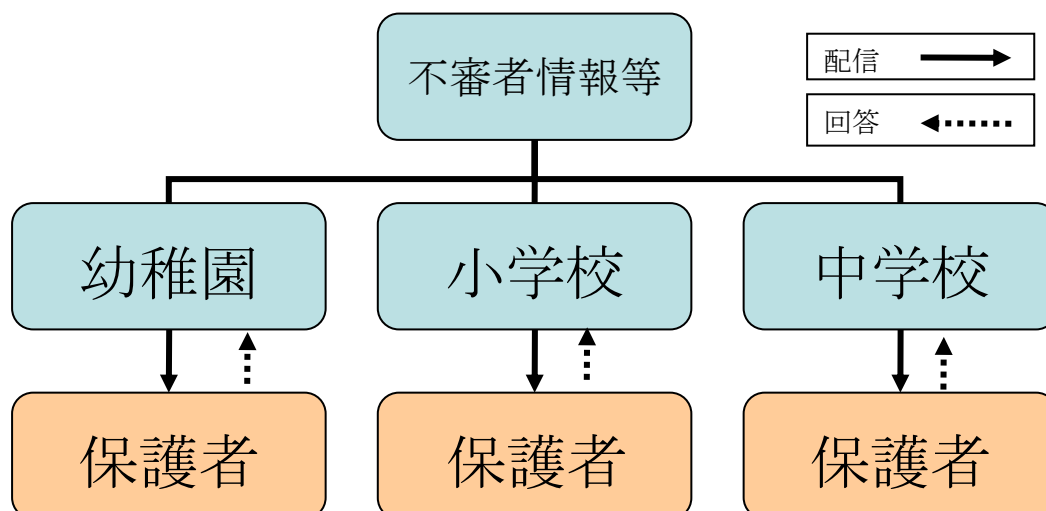 不審者情報等
配信
回答
幼稚園
小学校
中学校
保護者
保護者
保護者